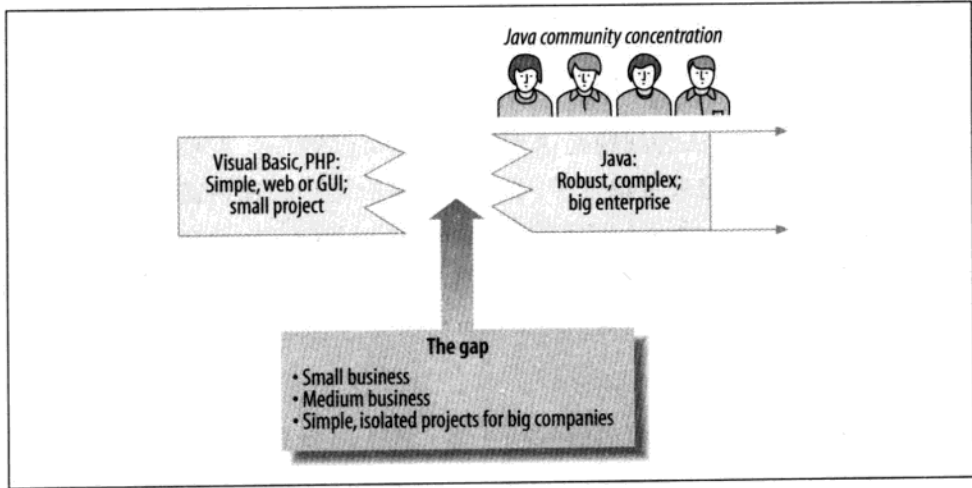 Java community concentration
Visual Basic, PHP:
Simple, web or GUI;
small project
Java:
Robust, complex;
big enterprise
The gap
• Small business
• Medium business
• Simple, isolated projects for big companies